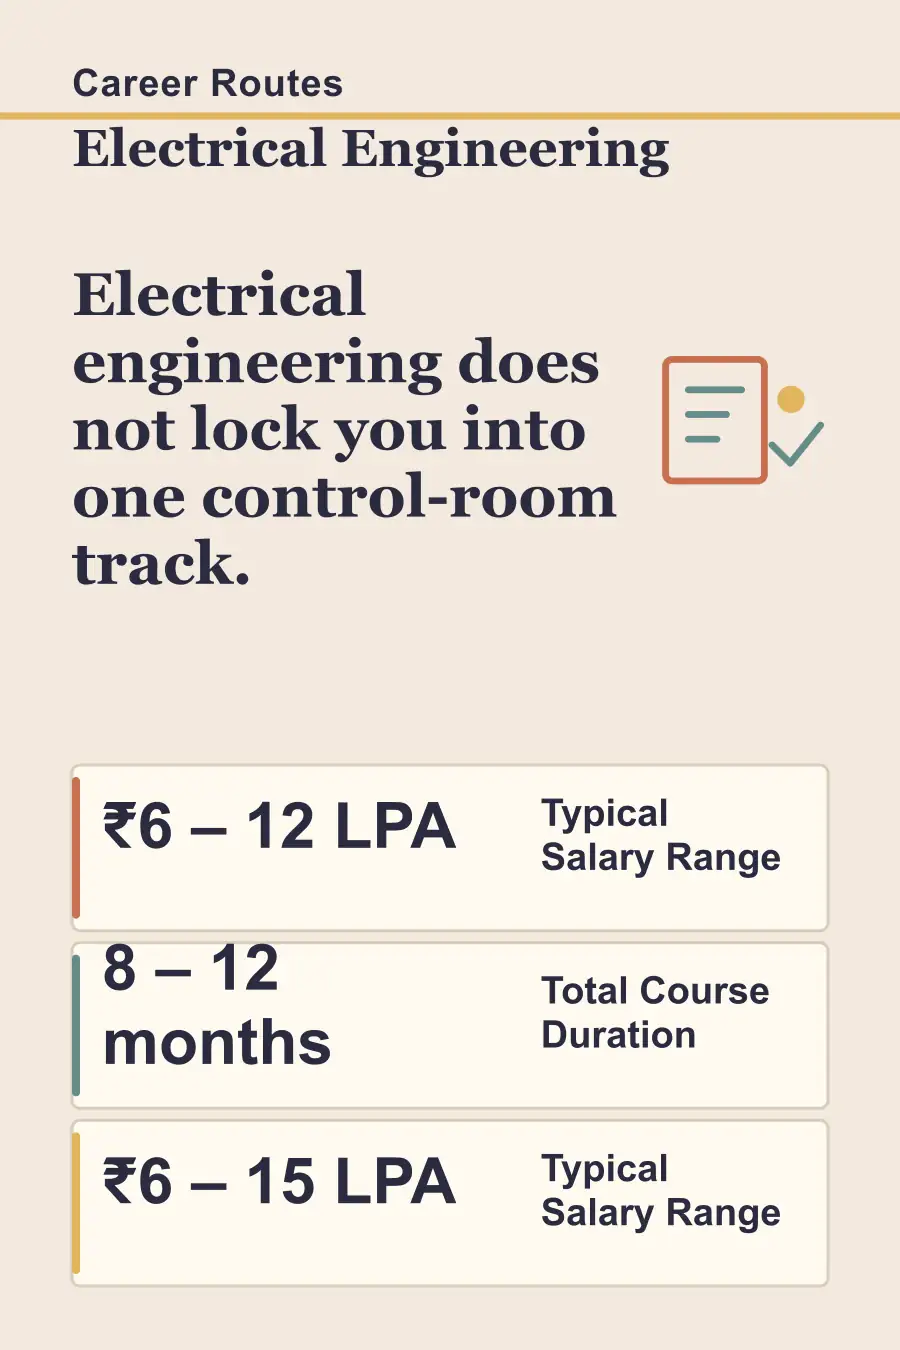 Career Routes
Electrical Engineering
Electrical
engineering does
not lock you into
one control-room
track.
₹6 – 12 LPA
Typical
Salary Range
8 – 12
months
Total Course
Duration
₹6 – 15 LPA
Typical
Salary Range